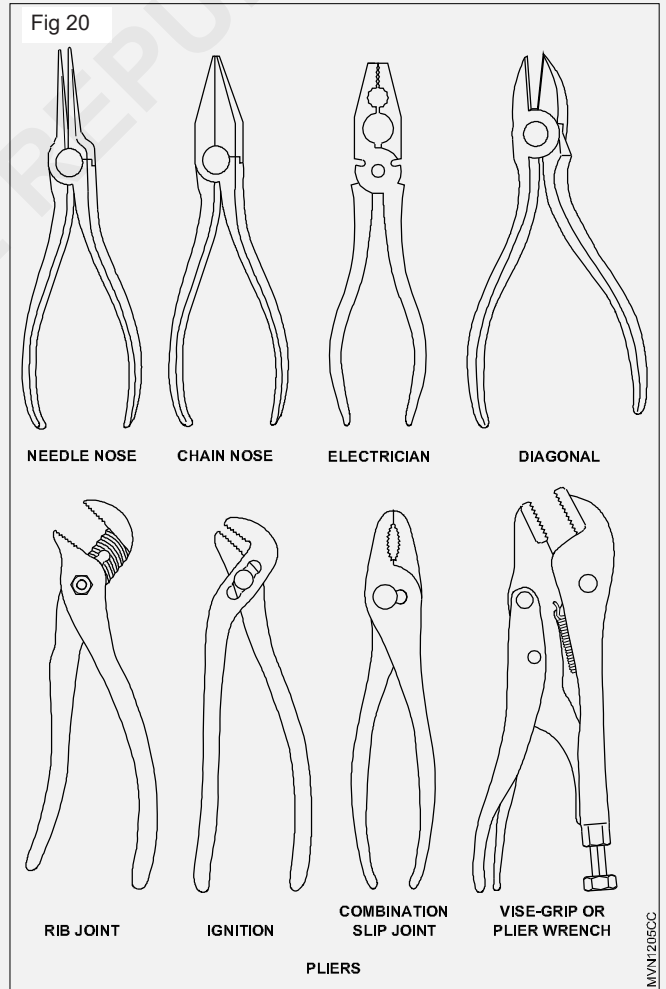 Fig 20
NEEDLE NOSE
CHAIN NOSE
ELECTRICIAN
DIAGONAL
RIB JOINT
IGNITION
COMBINATION
SLIP JOINT
VISE-GRIP OR
PLIER WRENCH
PLIERS
MVN1205CC